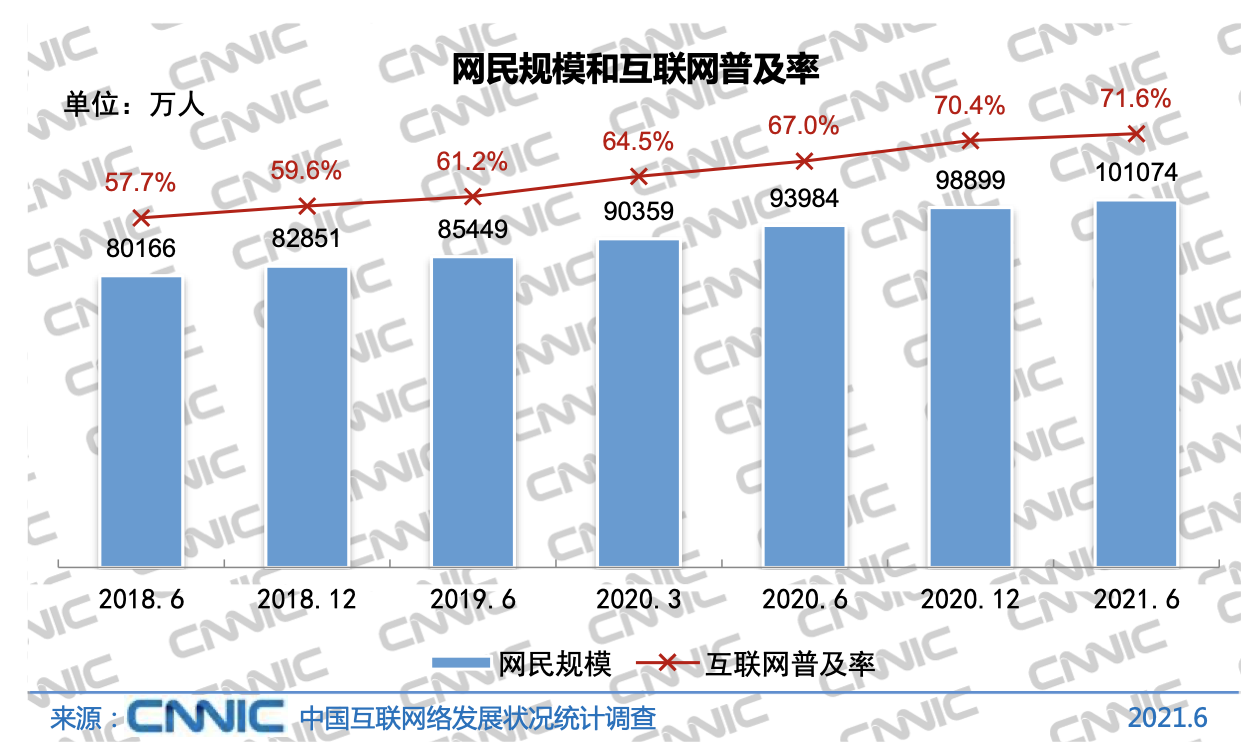 网民规模和互联网普及率
单位：万人
57.7% 59.6% 61.2% 64.5% 67.0% 70.4% 71.6%
80166 82851 85449 90359 93984 98899 101074
2018.6 2018.12 2019.6 2020.3 2020.6 2020.12 2021.6
网民规模 互联网普及率
来源：CNNIC 中国互联网络发展状况统计调查 2021.6